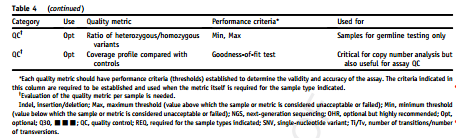 Table 4 (continued)
Category Use Quality metric Performance criteria* Used for
QC† Opt Ratio of heterozygous/homozygous variants Min, Max Samples for germline testing only
QC† Opt Coverage profile compared with controls Goodness-of-fit test Critical for copy number analysis but also useful for assay QC
*Each quality metric should have performance criteria (thresholds) established to determine the validity and accuracy of the assay. The criteria indicated in
this column are required to be established and used when the metric itself is required for the sample type indicated.
†Evaluation of the quality metric per sample is needed.
Indel, insertion/deletion; Max, maximum threshold (value above which the sample or metric is considered unacceptable or failed); Min, minimum threshold
(value below which the sample or metric is considered unacceptable or failed); NGS, next-generation sequencing; OHR, optional but highly recommended; Opt,
optional; Q30, ■ ■ ■; QC, quality control; REQ, required for the sample types indicated; SNV, single-nucleotide variant; Ti/Tv, number of transitions/number
of transversions.